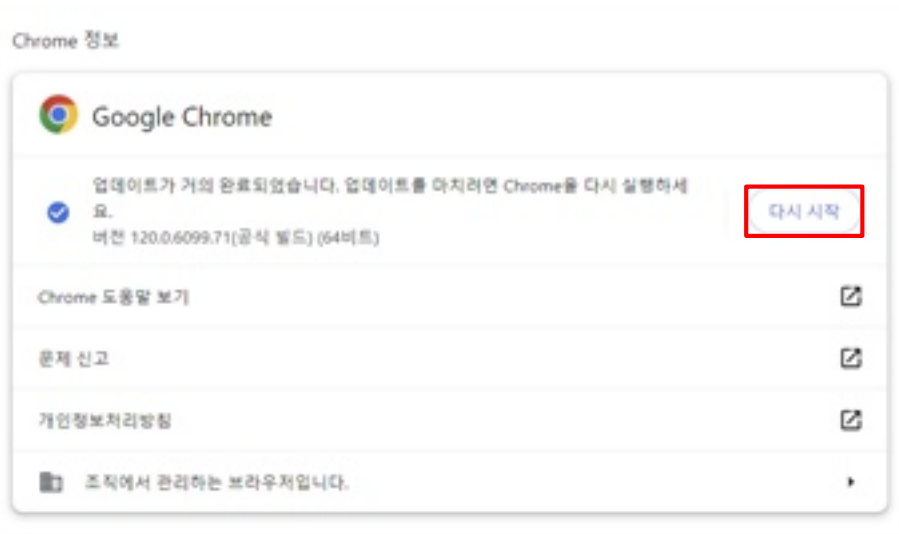 Chrome 정보
Google Chrome
업데이트가 거의 완료되었습니다. 업데이트를 마치려면 Chrome을 다시 실행하세
요.
버전 120.0.6099.71(공식 빌드) (64비트)
다시 시작
Chrome 도움말 보기
문제 신고
개인정보처리방침
조직에서 관리하는 브라우저입니다.